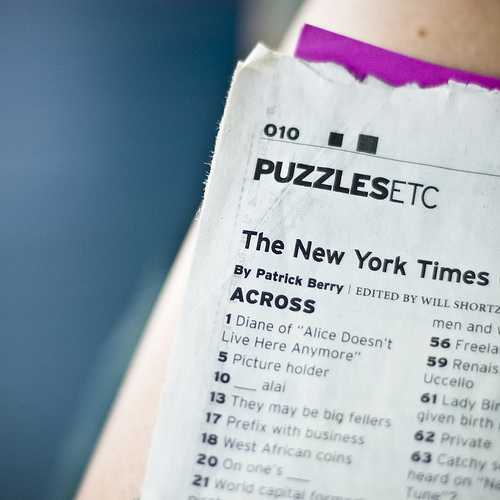 010
PUZZLESETC
The New York Times
By Patrick Berry | EDITED BY WILL SHORTZ
ACROSS
1 Diane of "Alice Doesn't
Live Here Anymore"
5 Picture holder
10 ___ alai
13 They may be big fellers
17 Prefix with business
18 West African coins
20 On one's ___
21 World capital
men and
56
59
Uccello
61 Lady Bir
given birth
62 Private
63 Catchy s
heard on "N
Tune"?